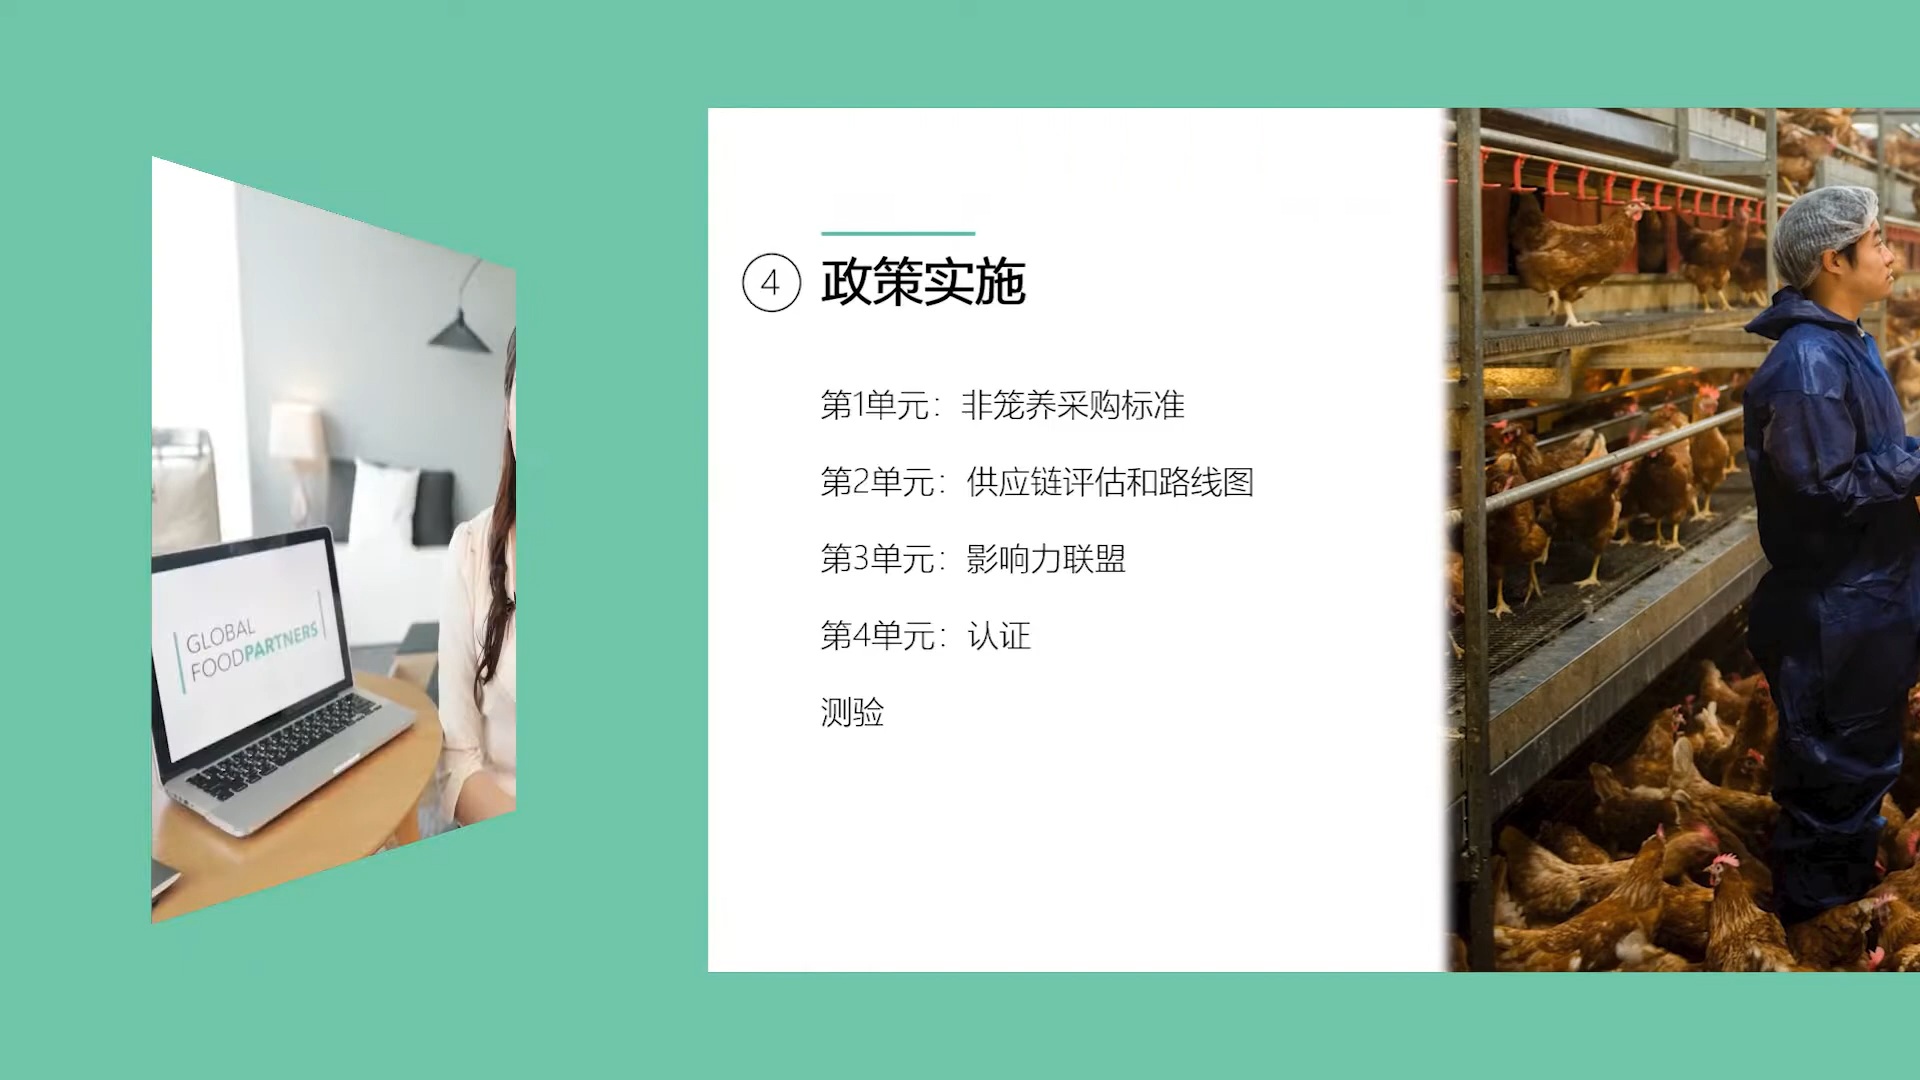 GLOBAL
FOODPARTNERS
4 政策实施
第1单元：非笼养采购标准
第2单元：供应链评估和路线图
第3单元：影响力联盟
第4单元：认证
测验